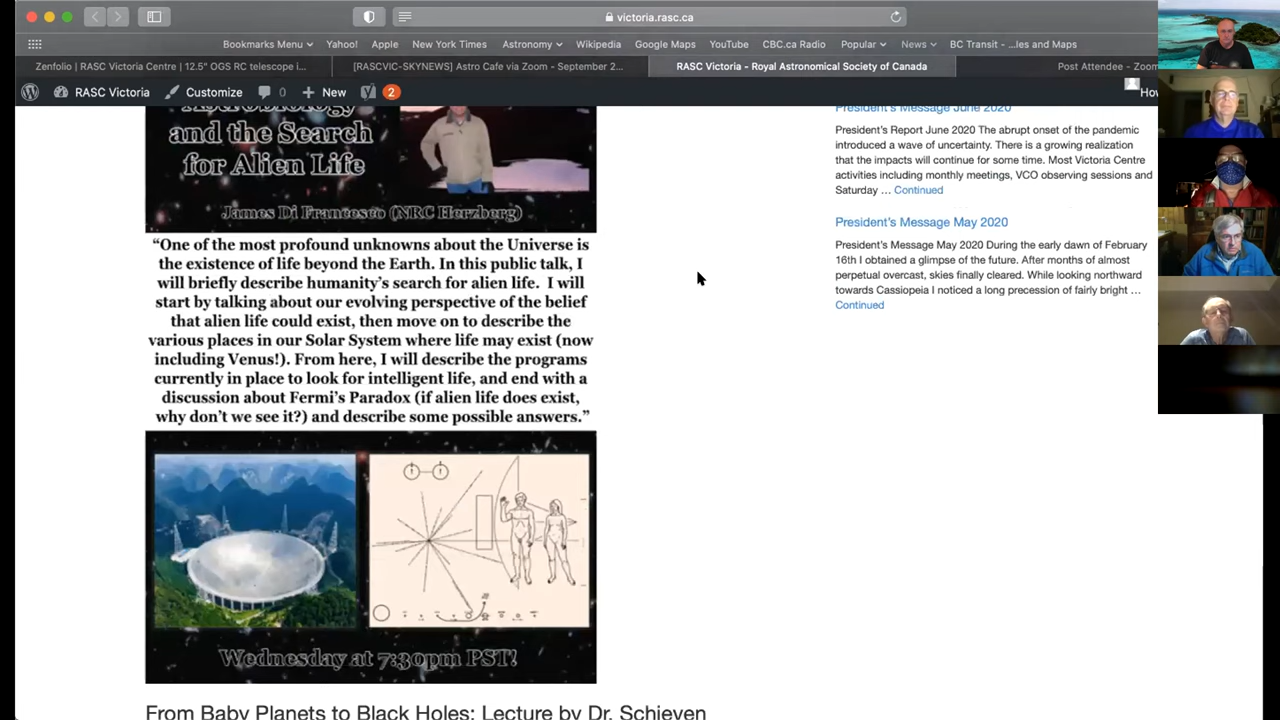 victoria.rasc.ca
Bookmarks Menu Yahoo! Apple New York Times Astronomy Wikipedia Google Maps YouTube CBC.ca Radio Popular News BC Transit - ...les and Maps
Zenfolio | RASC Victoria Centre | 12.5" OGS RC telescope i...
[RASCVIC-SKYNEWS] Astro Cafe via Zoom - September 2...
RASC Victoria - Royal Astronomical Society of Canada
Post Attendee - Zoom
RASC Victoria Customize 0 New 2
How
Astrobiology
and the Search
for Alien Life
James Di Francesco (NRC Herzberg)
“One of the most profound unknowns about the Universe is
the existence of life beyond the Earth. In this public talk, I
will briefly describe humanity’s search for alien life. I will
start by talking about our evolving perspective of the belief
that alien life could exist, then move on to describe the
various places in our Solar System where life may exist (now
including Venus!). From here, I will describe the programs
currently in place to look for intelligent life, and end with a
discussion about Fermi’s Paradox (if alien life does exist,
why don’t we see it?) and describe some possible answers.”
Wednesday at 7:30pm PST!
From Baby Planets to Black Holes: Lecture by Dr. Schieven
President’s Message June 2020
President’s Report June 2020 The abrupt onset of the pandemic
introduced a wave of uncertainty. There is a growing realization
that the impacts will continue for some time. Most Victoria Centre
activities including monthly meetings, VCO observing sessions and
Saturday … Continued
President’s Message May 2020
President’s Message May 2020 During the early dawn of February
16th I obtained a glimpse of the future. After months of almost
perpetual overcast, skies finally cleared. While looking northward
towards Cassiopeia I noticed a long precession of fairly bright …
Continued